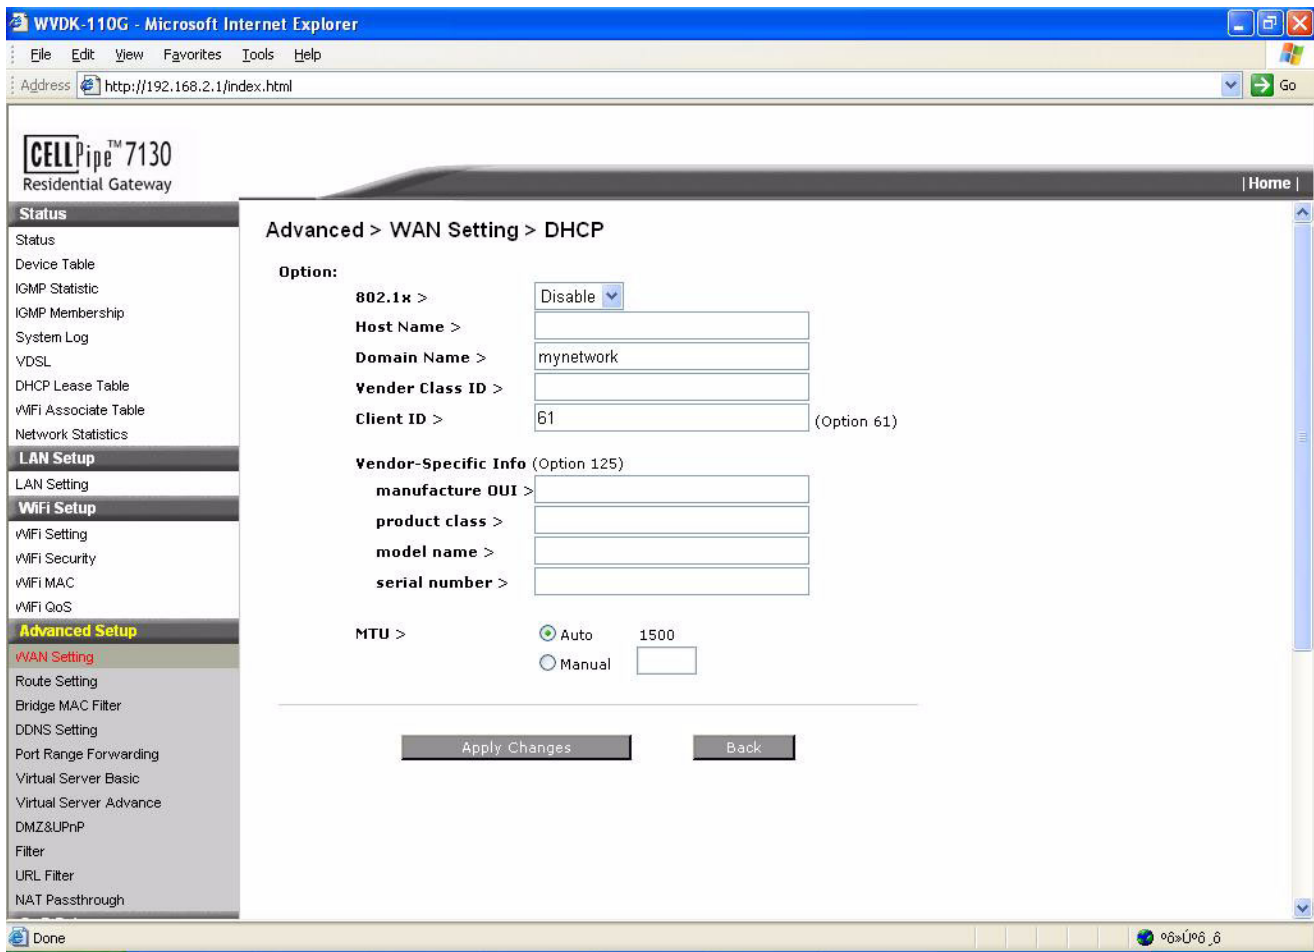 WVDK-110G - Microsoft Internet Explorer
File Edit View Favorites Tools Help
Address http://192.168.2.1/index.html Go
CELLPipe™ 7130
Residential Gateway
| Home |
Status
Status
Device Table
IGMP Statistic
IGMP Membership
System Log
VDSL
DHCP Lease Table
WiFi Associate Table
Network Statistics
LAN Setup
LAN Setting
WiFi Setup
WiFi Setting
WiFi Security
WiFi MAC
WiFi QoS
Advanced Setup
WAN Setting
Route Setting
Bridge MAC Filter
DDNS Setting
Port Range Forwarding
Virtual Server Basic
Virtual Server Advance
DMZ&UPnP
Filter
URL Filter
NAT Passthrough
Advanced > WAN Setting > DHCP
Option:
802.1x > Disable
Host Name >
Domain Name > mynetwork
Vender Class ID >
Client ID > 61 (Option 61)
Vendor-Specific Info (Option 125)
manufacture OUI >
product class >
model name >
serial number >
MTU > Auto 1500
Manual
Apply Changes Back
Done